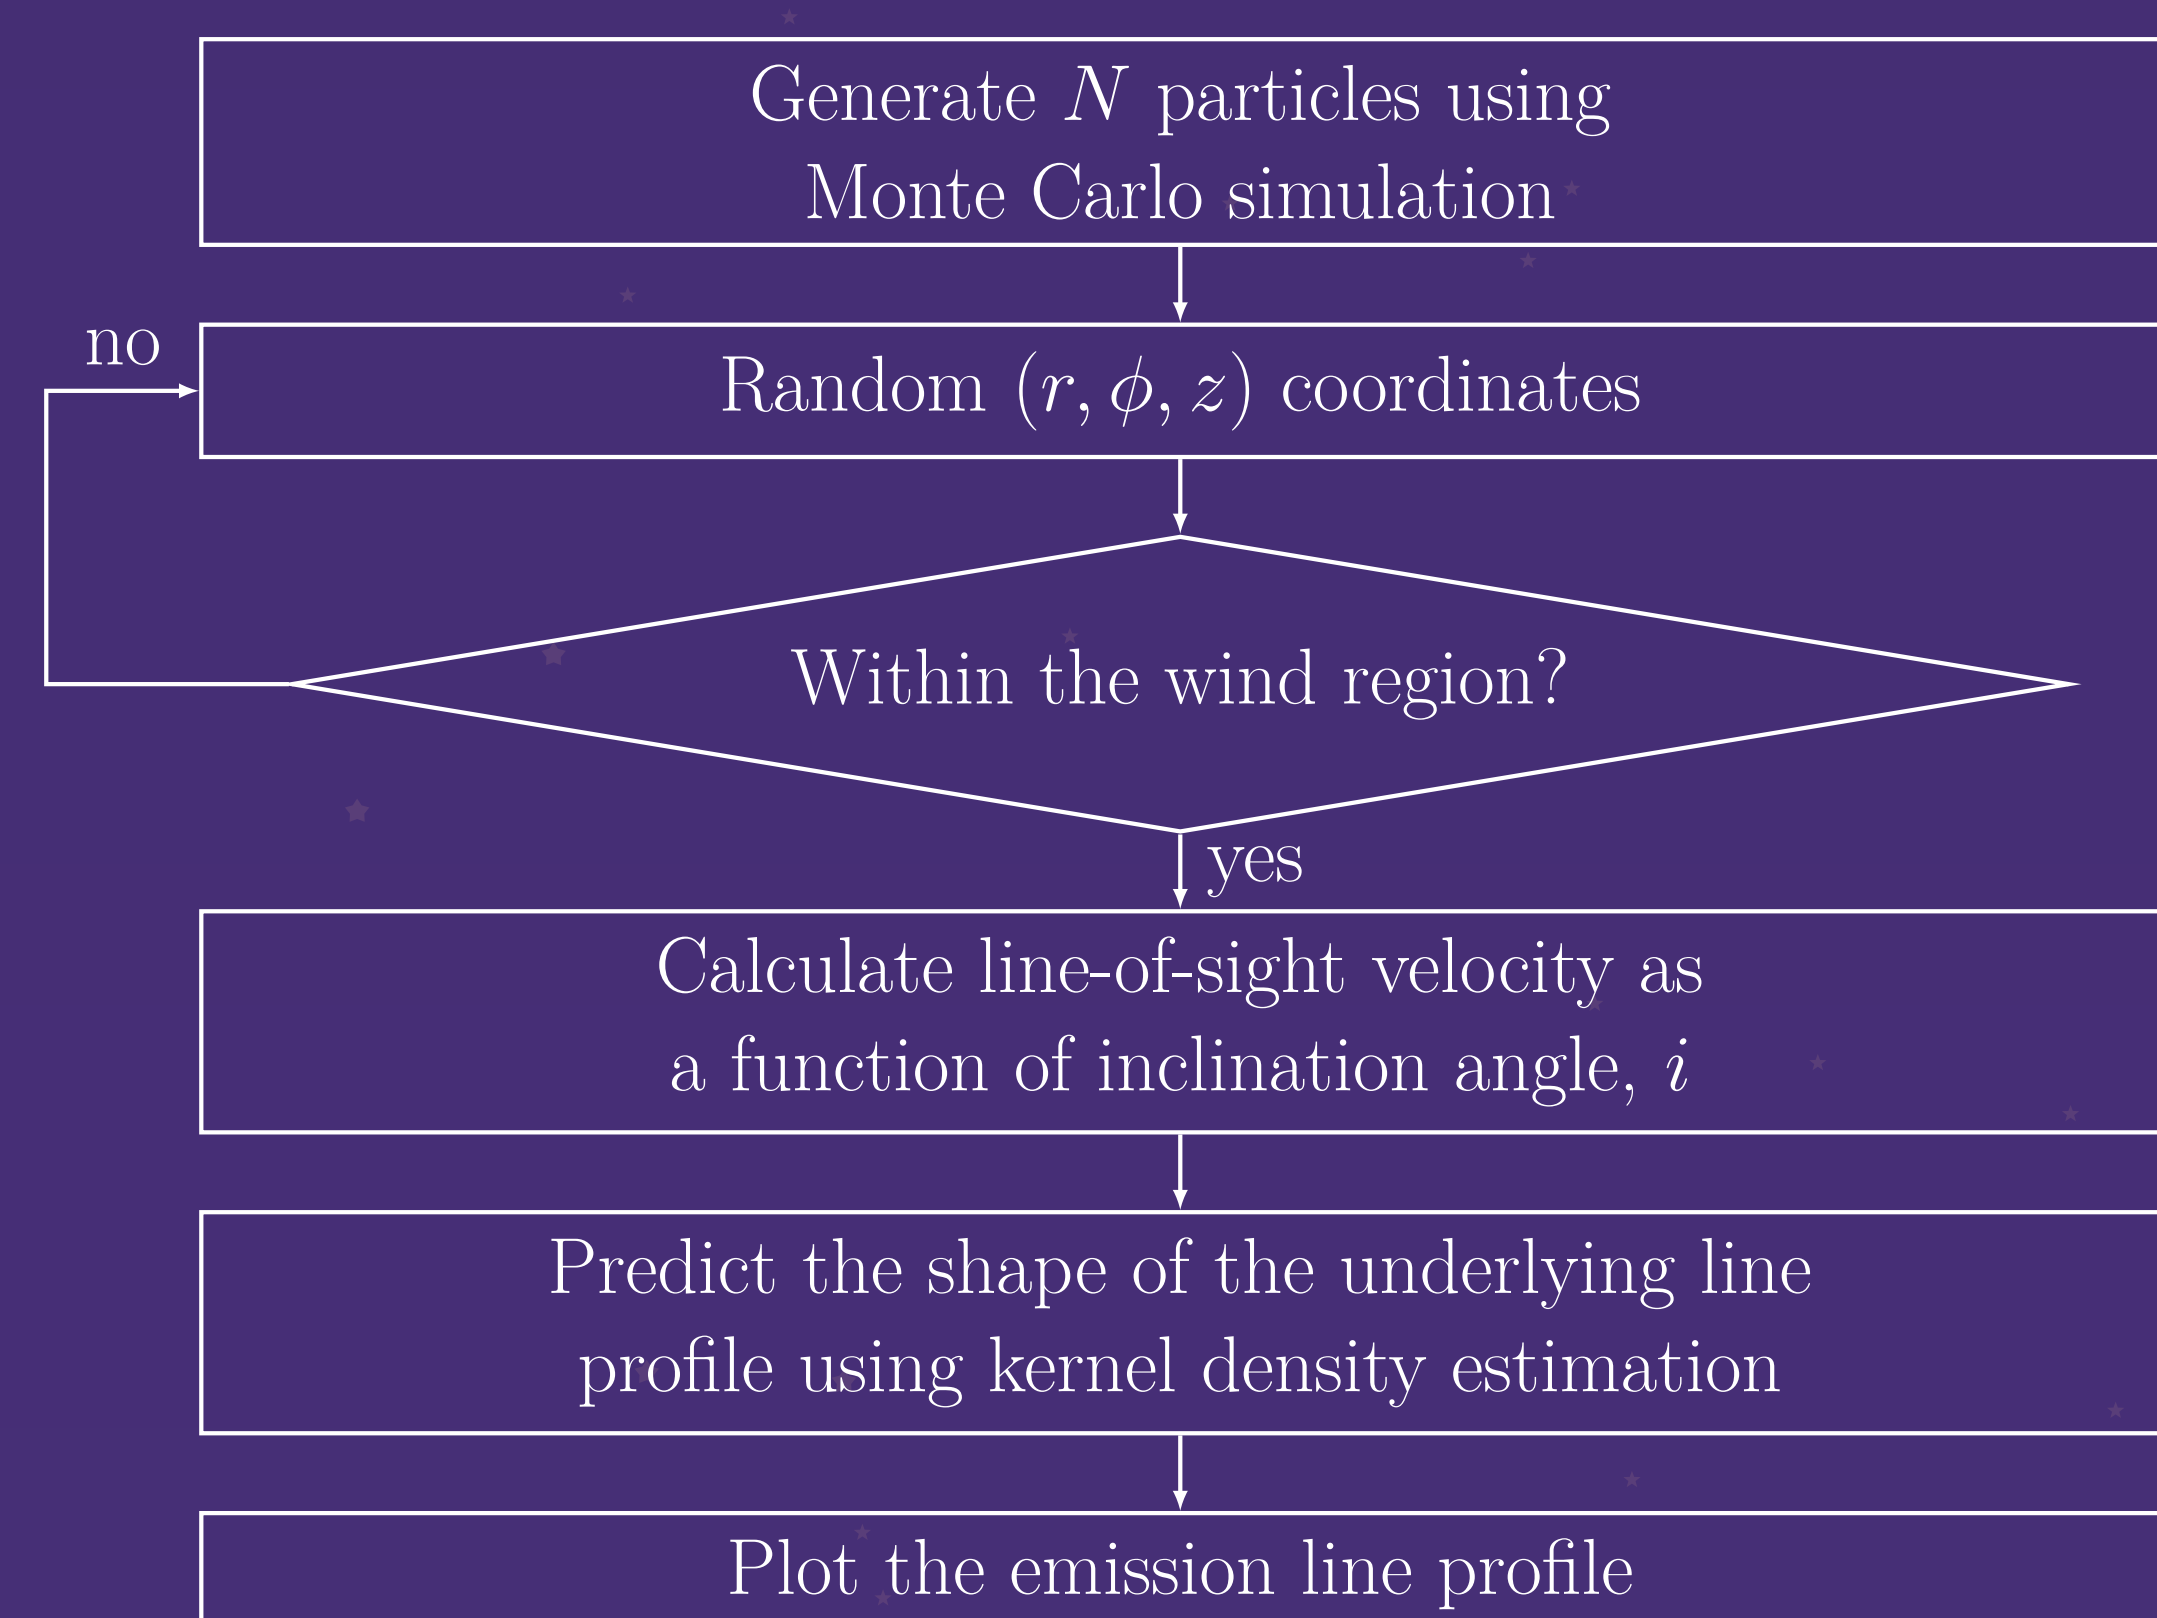 Generate N particles using
Monte Carlo simulation
no
Random (r, ϕ, z) coordinates
Within the wind region?
yes
Calculate line-of-sight velocity as
a function of inclination angle, i
Predict the shape of the underlying line
profile using kernel density estimation
Plot the emission line profile